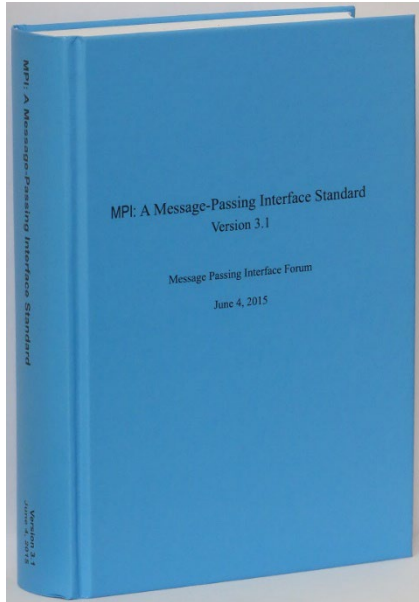 MPI: A Message-Passing Interface Standard
Version 3.1
Message Passing Interface Forum
June 4, 2015
MPI: A Message-Passing Interface Standard
Version 3.1
June 4, 2015